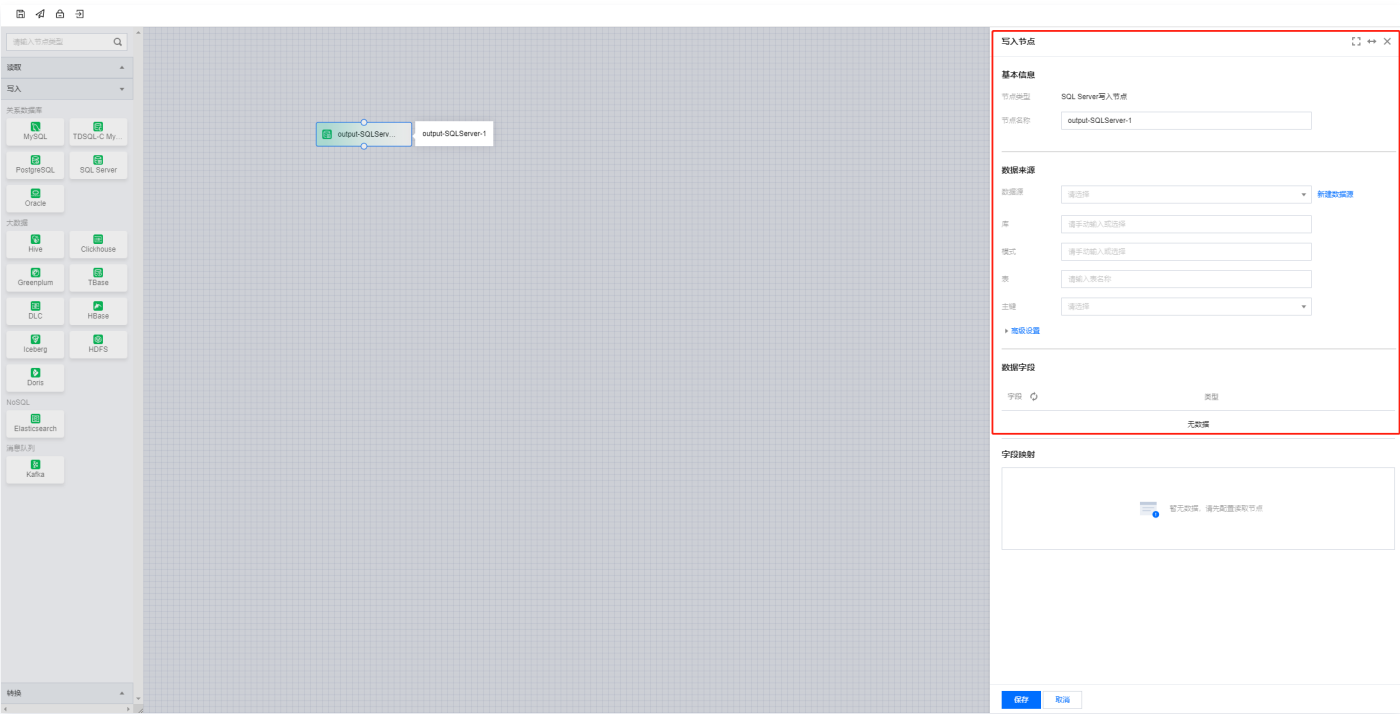 请输入节点类型
读取
写入
关系数据库
MySQL
TDSQL-C My...
PostgreSQL
SQL Server
Oracle
大数据
Hive
Clickhouse
Greenplum
TBase
DLC
HBase
Iceberg
HDFS
Doris
NoSQL
Elasticsearch
消息队列
Kafka
转换
output-SQLServ...
output-SQLServer-1
写入节点
基本信息
节点类型 SQL Server写入节点
节点名称 output-SQLServer-1
数据来源
数据源 请选择 新建数据源
库 请手动输入或选择
模式 请手动输入或选择
表 请输入表名称
主键 请选择
高级设置
数据字段
字段 类型
无数据
字段映射
暂无数据，请先配置读取节点
保存 取消